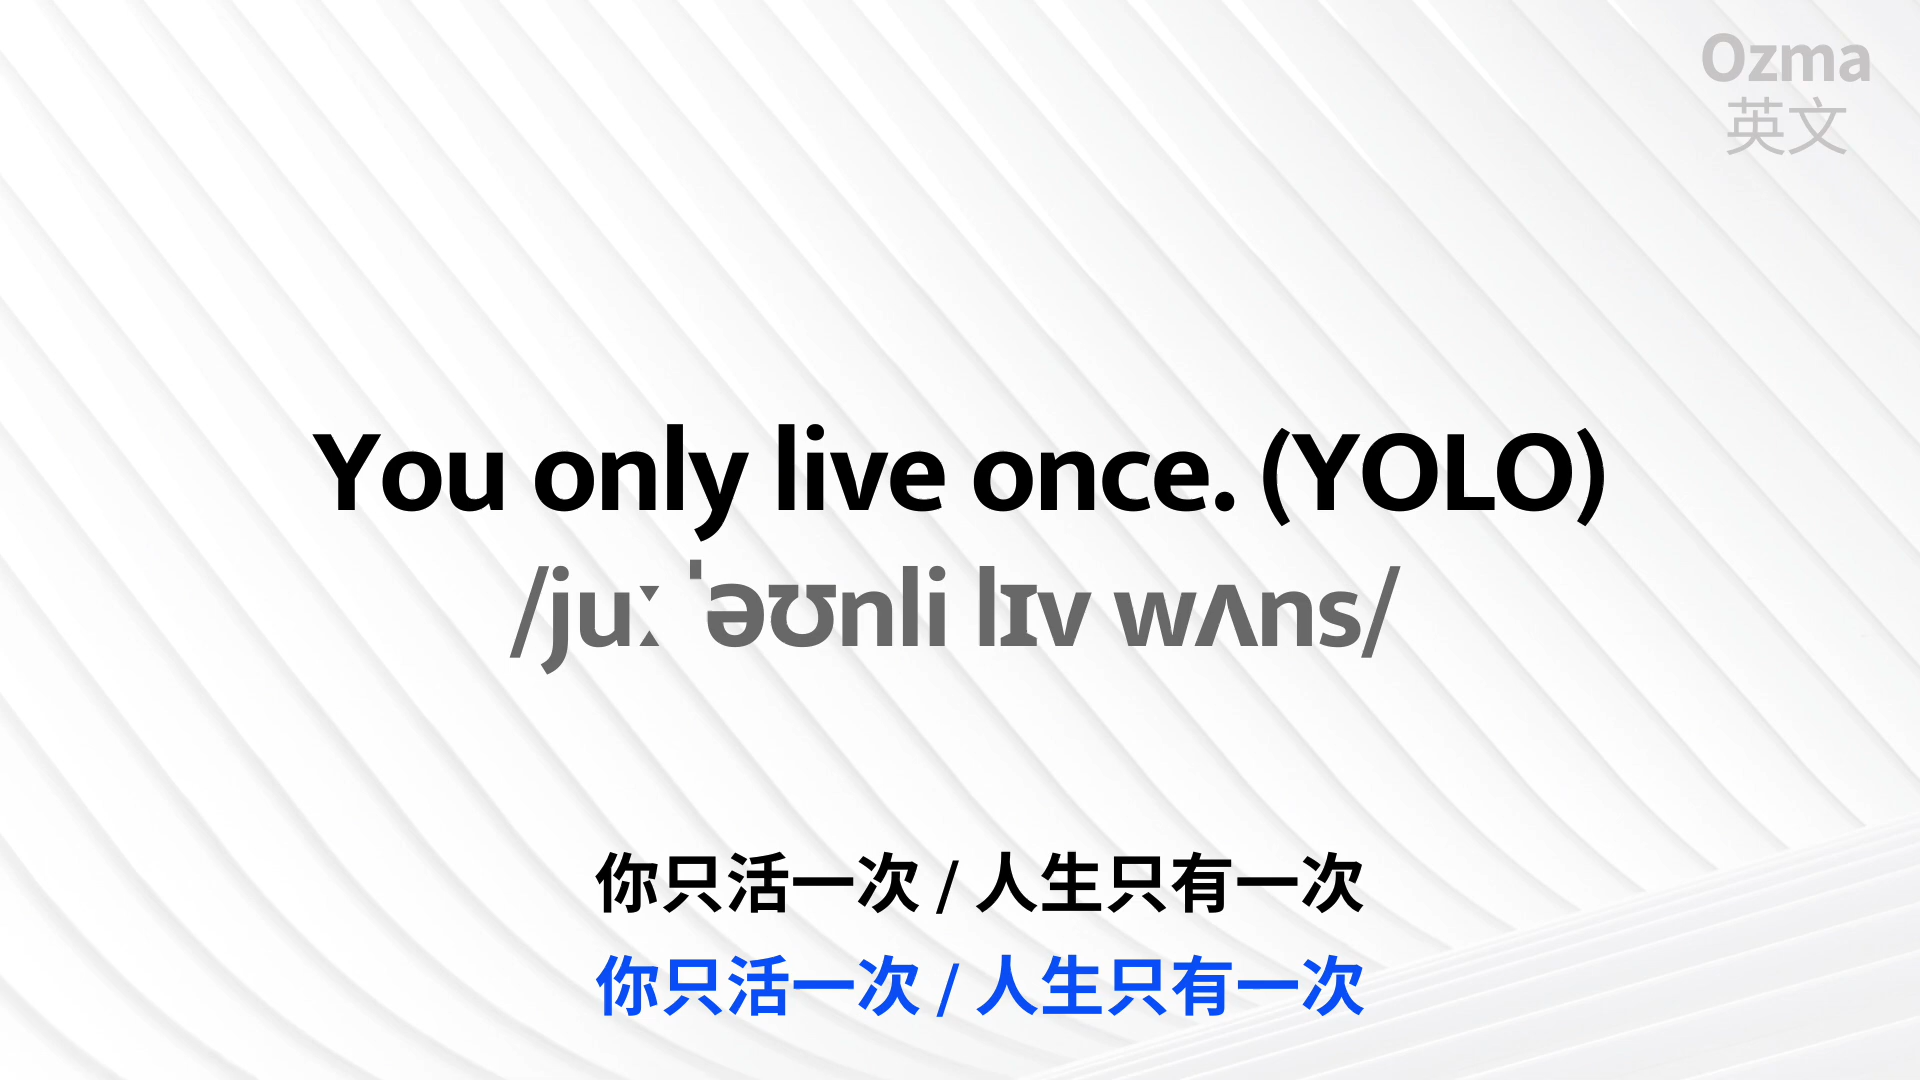 Ozma
英文
You only live once. (YOLO)
/juː ˈəʊnli lɪv wʌns/
你只活一次 / 人生只有一次
你只活一次 / 人生只有一次